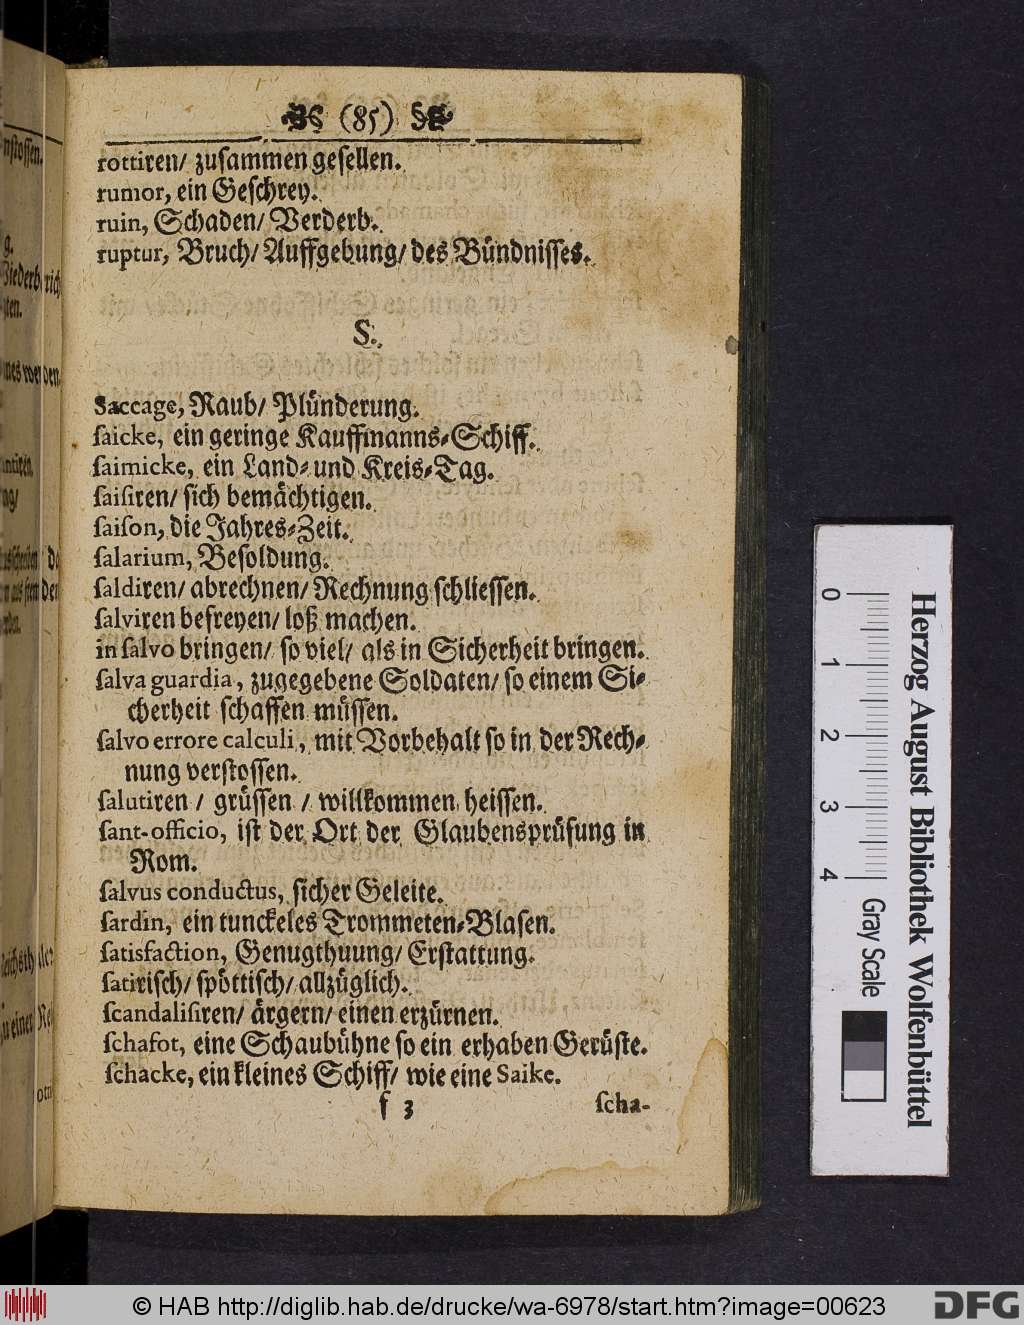 (85)
rottiren/ zuſammen geſellen.
rumor, ein Geſchrey.
ruin, Schaden/ Verderb.
ruptur, Bruch/ Auffgebung/ des Bündniſſes.
S.
Saccage, Raub/ Plünderung.
ſaicke, ein geringe Kauffmanns-Schiff.
ſaimicke, ein Land- und Kreis-Tag.
ſaiſiren/ ſich bemächtigen.
ſaiſon, die Jahres-Zeit.
ſalarium, Beſoldung.
ſaldiren/ abrechnen/ Rechnung ſchlieſſen.
ſalviren befreyen/ loß machen.
in ſalvo bringen/ ſo viel/ als in Sicherheit bringen.
ſalva guardia, zugegebene Soldaten/ ſo einem Si-
cherheit ſchaffen müſſen.
ſalvo errore calculi, mit Vorbehalt ſo in der Rech-
nung verſtoſſen.
ſalutiren / grüſſen / willkommen heiſſen.
ſant-officio, iſt der Ort der Glaubensprüfung in
Rom.
ſalvus conductus, ſicher Geleite.
ſardin, ein tunckeles Trommeten-Blaſen.
ſatisfaction, Genugthuung/ Erſtattung.
ſatiriſch/ ſpöttiſch/ allzüglich.
ſcandaliſiren/ ärgern/ einen erzürnen.
ſchafot, eine Schaubühne ſo ein erhaben Gerüſte.
ſchacke, ein kleines Schiff/ wie eine Saike.
f 3
ſcha-
0 1 2 3 4
Gray Scale
Herzog August Bibliothek Wolfenbüttel
© HAB http://diglib.hab.de/drucke/wa-6978/start.htm?image=00623
DFG